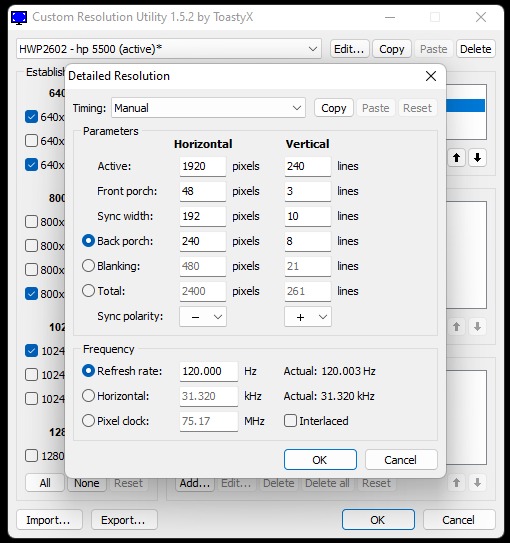 Custom Resolution Utility 1.5.2 by ToastyX
HWP2602 - hp 5500 (active)* Edit... Copy Paste Delete
Establish
Detailed Resolution
640
Timing: Manual Copy Paste Reset
640x
Parameters
Horizontal Vertical
640x
Active: 1920 pixels 240 lines
640x
Front porch: 48 pixels 3 lines
800
Sync width: 192 pixels 10 lines
800x
Back porch: 240 pixels 8 lines
800x
Blanking: 480 pixels 21 lines
800x
Total: 2400 pixels 261 lines
800x
Sync polarity: − +
102
1024
Frequency
1024
Refresh rate: 120.000 Hz Actual: 120.003 Hz
1024
Horizontal: 31.320 kHz Actual: 31.320 kHz
128
Pixel clock: 75.17 MHz Interlaced
1280
OK Cancel
All None Reset Add... Edit... Delete Delete all Reset
Import... Export... OK Cancel